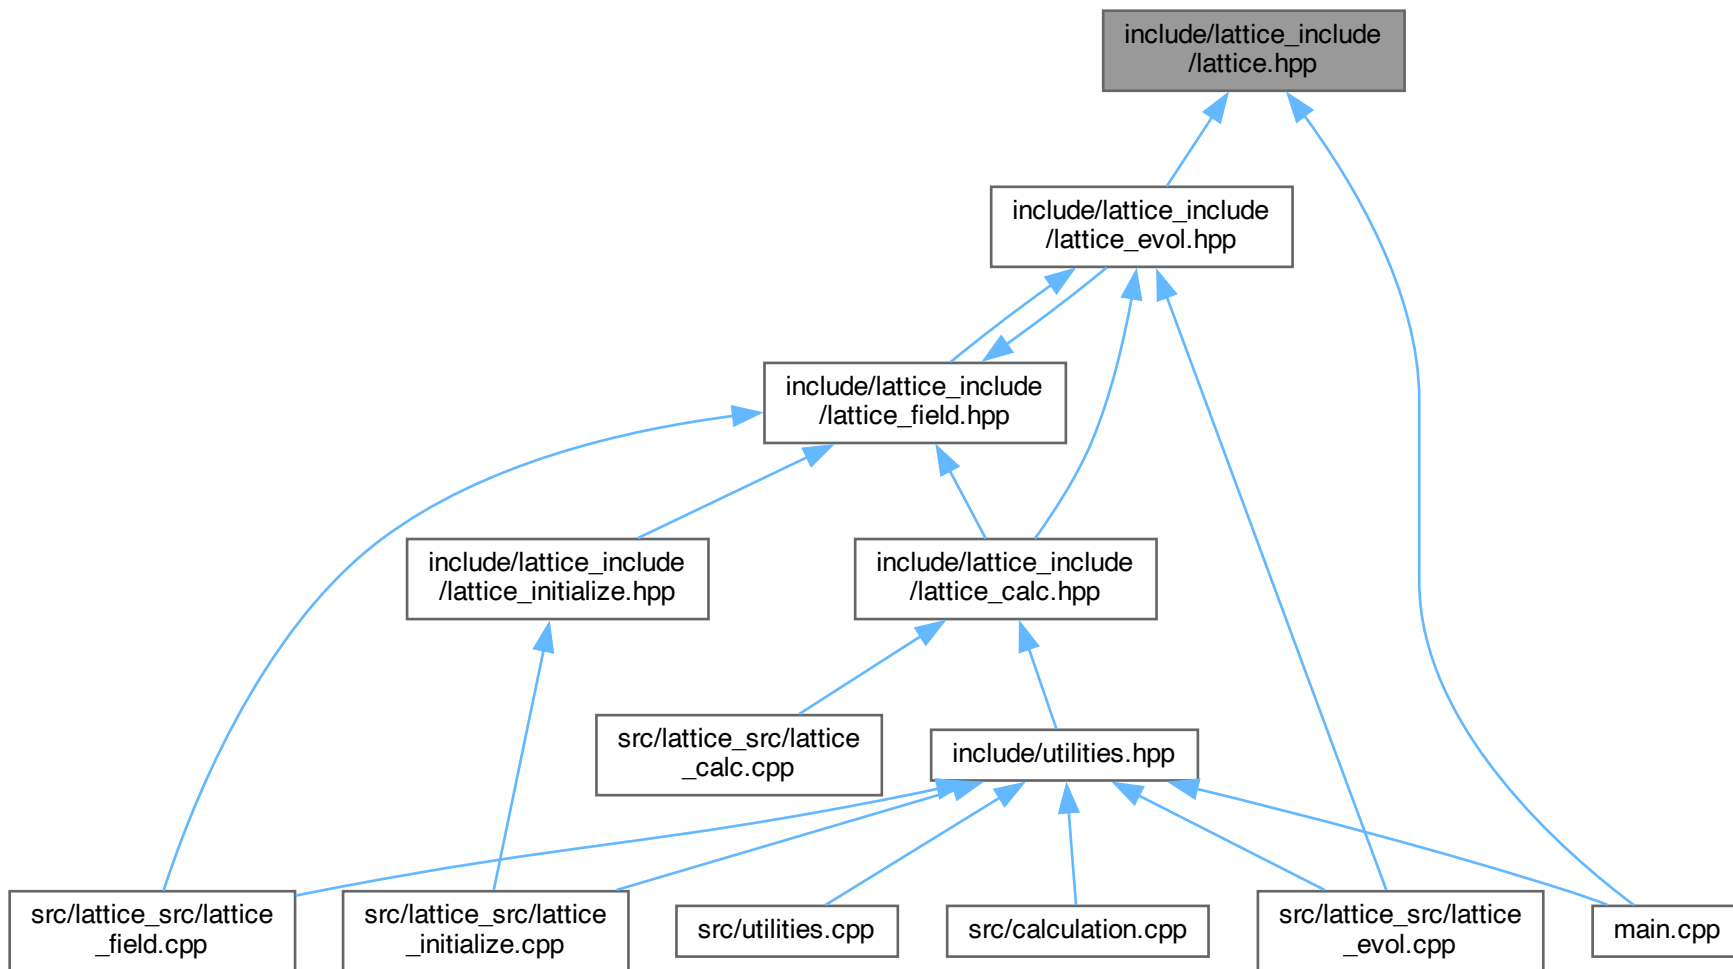 include/lattice_include
/lattice.hpp
include/lattice_include
/lattice_evol.hpp
include/lattice_include
/lattice_field.hpp
include/lattice_include
/lattice_initialize.hpp
include/lattice_include
/lattice_calc.hpp
src/lattice_src/lattice
_calc.cpp
include/utilities.hpp
src/lattice_src/lattice
_field.cpp
src/lattice_src/lattice
_initialize.cpp
src/utilities.cpp
src/calculation.cpp
src/lattice_src/lattice
_evol.cpp
main.cpp